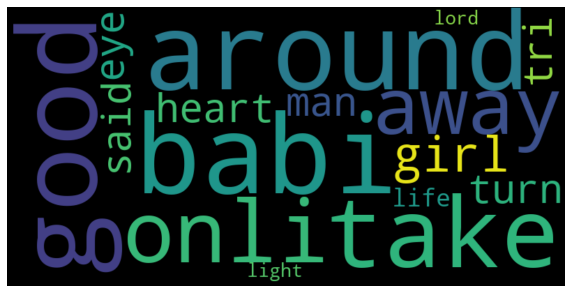 good
said
eye
around
lord
tri
heart
man
away
babi
girl
life
turn
onli
take
light